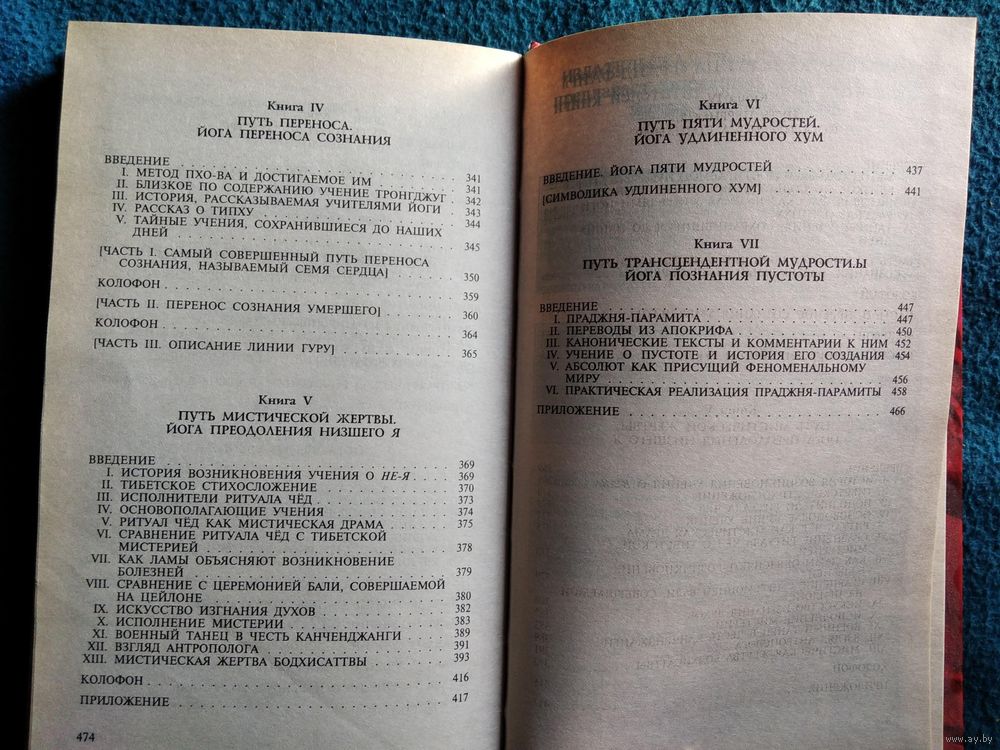 Книга IV
ПУТЬ ПЕРЕНОСА.
ЙОГА ПЕРЕНОСА СОЗНАНИЯ
ВВЕДЕНИЕ . . . 341
I. МЕТОД ПХО-ВА И ДОСТИГАЕМОЕ ИМ . . . 341
II. БЛИЗКОЕ ПО СОДЕРЖАНИЮ УЧЕНИЕ ТРОНГДЖУГ . 342
III. ИСТОРИЯ, РАССКАЗЫВАЕМАЯ УЧИТЕЛЯМИ ЙОГИ . 343
IV. РАССКАЗ О ТИПХУ . . . 344
V. ТАЙНЫЕ УЧЕНИЯ, СОХРАНИВШИЕСЯ ДО НАШИХ
ДНЕЙ . . . 345
[ЧАСТЬ I. САМЫЙ СОВЕРШЕННЫЙ ПУТЬ ПЕРЕНОСА
СОЗНАНИЯ, НАЗЫВАЕМЫЙ СЕМЯ СЕРДЦА] . . . 350
КОЛОФОН . . . 359
[ЧАСТЬ II. ПЕРЕНОС СОЗНАНИЯ УМЕРШЕГО] . . . 360
КОЛОФОН . . . 364
[ЧАСТЬ III. ОПИСАНИЕ ЛИНИИ ГУРУ] . . . 365
Книга V
ПУТЬ МИСТИЧЕСКОЙ ЖЕРТВЫ.
ЙОГА ПРЕОДОЛЕНИЯ НИЗШЕГО Я
ВВЕДЕНИЕ . . . 369
I. ИСТОРИЯ ВОЗНИКНОВЕНИЯ УЧЕНИЯ О НЕ-Я . . . 369
II. ТИБЕТСКОЕ СТИХОСЛОЖЕНИЕ . . . 370
III. ИСПОЛНИТЕЛИ РИТУАЛА ЧЁД . . . 373
IV. ОСНОВОПОЛАГАЮЩИЕ УЧЕНИЯ . . . 374
V. РИТУАЛ ЧЁД КАК МИСТИЧЕСКАЯ ДРАМА . . . 375
VI. СРАВНЕНИЕ РИТУАЛА ЧЁД С ТИБЕТСКОЙ
МИСТЕРИЕЙ . . . 378
VII. КАК ЛАМЫ ОБЪЯСНЯЮТ ВОЗНИКНОВЕНИЕ
БОЛЕЗНЕЙ . . . 379
VIII. СРАВНЕНИЕ С ЦЕРЕМОНИЕЙ БАЛИ, СОВЕРШАЕМОЙ
НА ЦЕЙЛОНЕ . . . 380
IX. ИСКУССТВО ИЗГНАНИЯ ДУХОВ . . . 382
X. ИСПОЛНЕНИЕ МИСТЕРИИ . . . 383
XI. ВОЕННЫЙ ТАНЕЦ В ЧЕСТЬ КАНЧЕНДЖАНГИ . . . 389
XII. ВЗГЛЯД АНТРОПОЛОГА . . . 391
XIII. МИСТИЧЕСКАЯ ЖЕРТВА БОДХИСАТТВЫ . . . 393
КОЛОФОН . . . 416
ПРИЛОЖЕНИЕ . . . 417
474
Книга VI
ПУТЬ ПЯТИ МУДРОСТЕЙ.
ЙОГА УДЛИНЕННОГО ХУМ
ВВЕДЕНИЕ. ЙОГА ПЯТИ МУДРОСТЕЙ . . . 437
[СИМВОЛИКА УДЛИНЕННОГО ХУМ] . . . 441
Книга VII
ПУТЬ ТРАНСЦЕНДЕНТНОЙ МУДРОСТИ.Ы
ЙОГА ПОЗНАНИЯ ПУСТОТЫ
ВВЕДЕНИЕ . . . 447
I. ПРАДЖНЯ-ПАРАМИТА . . . 447
II. ПЕРЕВОДЫ ИЗ АПОКРИФА . . . 450
III. КАНОНИЧЕСКИЕ ТЕКСТЫ И КОММЕНТАРИИ К НИМ 452
IV. УЧЕНИЕ О ПУСТОТЕ И ИСТОРИЯ ЕГО СОЗДАНИЯ 454
V. АБСОЛЮТ КАК ПРИСУЩИЙ ФЕНОМЕНАЛЬНОМУ
МИРУ . . . 456
VI. ПРАКТИЧЕСКАЯ РЕАЛИЗАЦИЯ ПРАДЖНЯ-ПАРАМИТЫ 458
ПРИЛОЖЕНИЕ . . . 466
www.ay.by